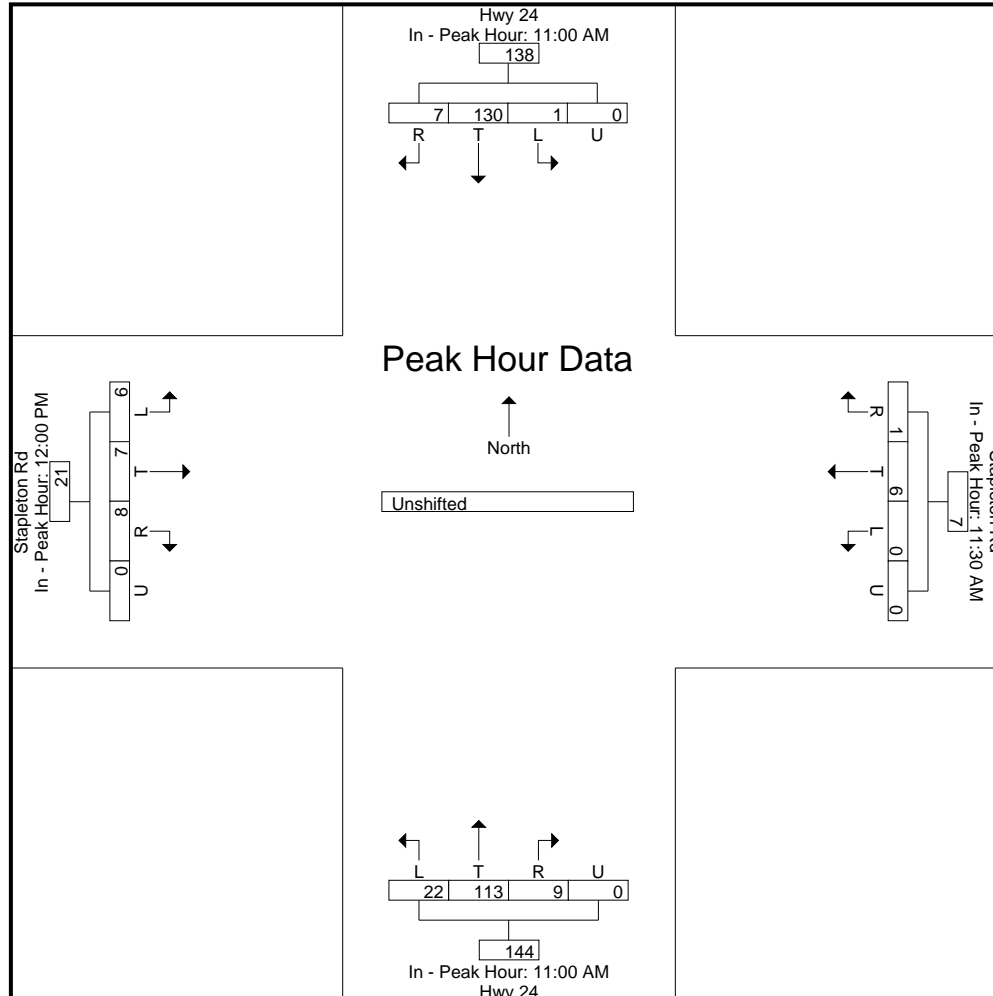 Hwy 24
In - Peak Hour: 11:00 AM
138
7 130 1 0
R T L U
Peak Hour Data
North
Unshifted
Stapleton Rd
In - Peak Hour: 12:00 PM
21
6 7 8 0
L T R U
Stapleton Rd
In - Peak Hour: 11:30 AM
7
1 6 0 0
R T L U
L T R U
22 113 9 0
144
In - Peak Hour: 11:00 AM
Hwy 24